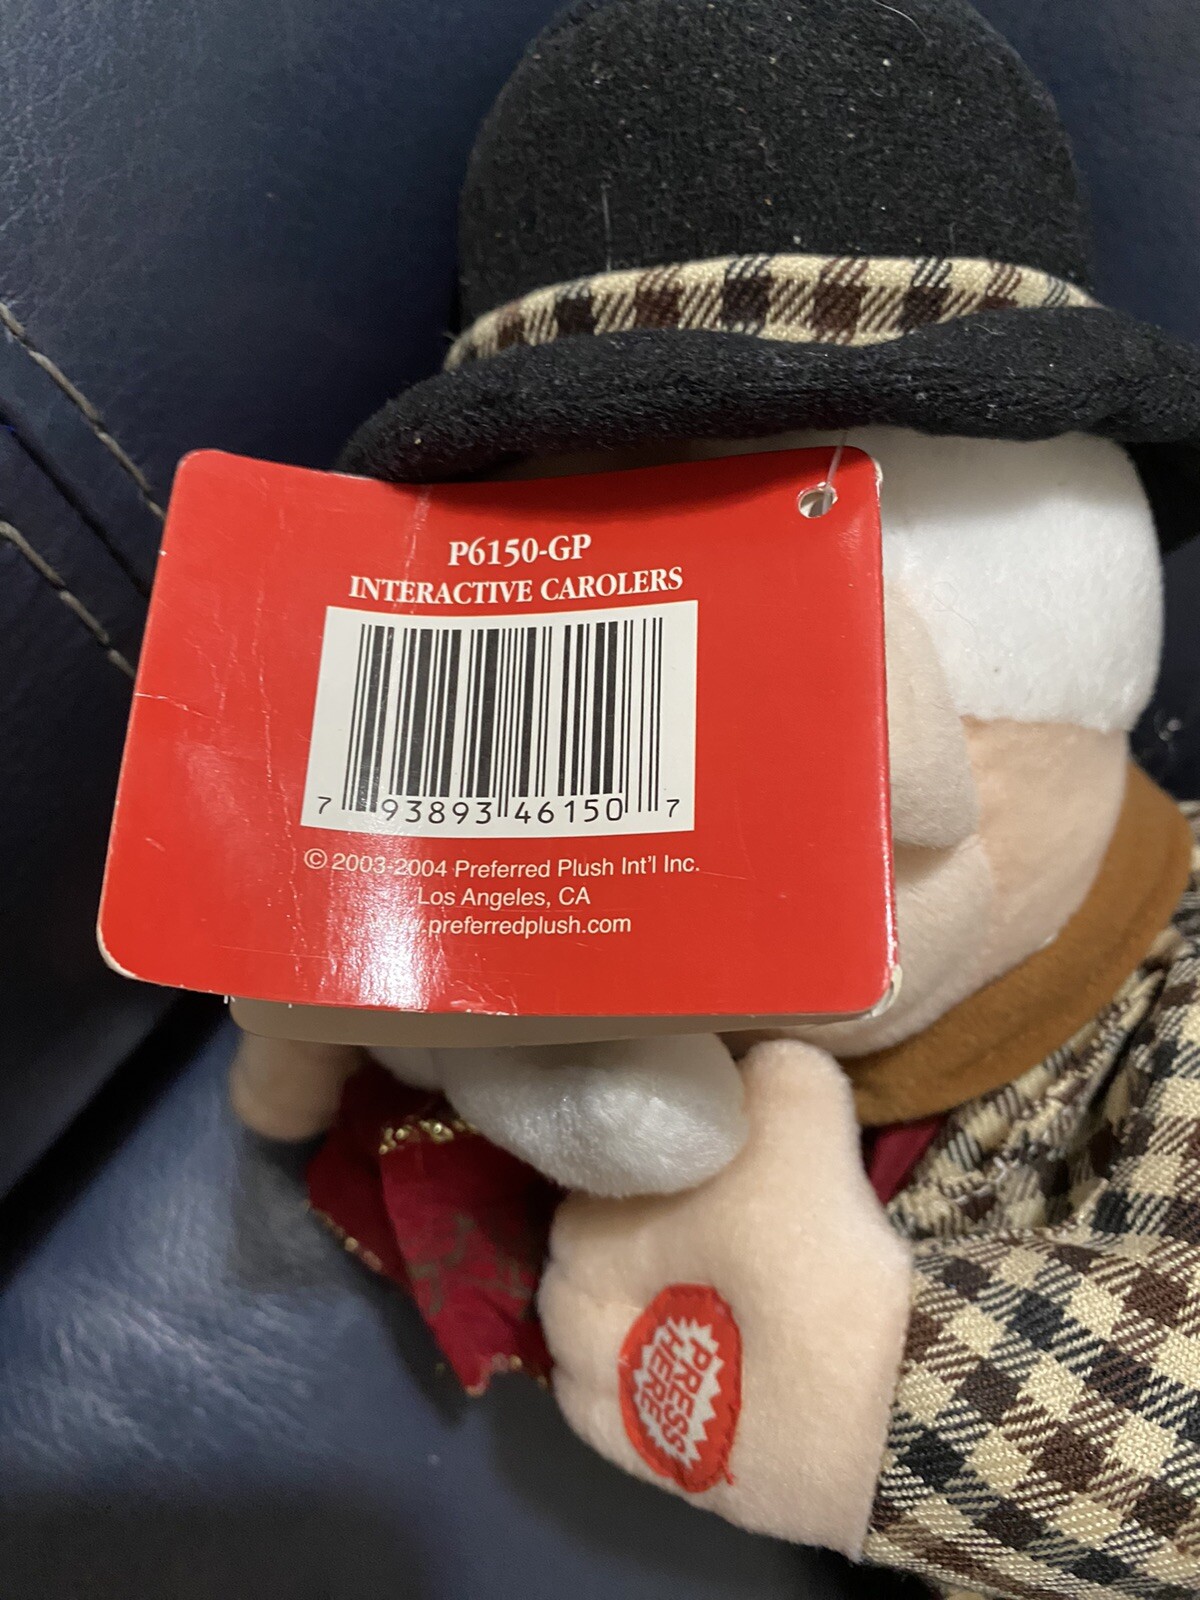 P6150-GP
INTERACTIVE CAROLERS
7 93893 46150 7
© 2003-2004 Preferred Plush Int'l Inc.
Los Angeles, CA
.preferredplush.com
PRESS
HERE